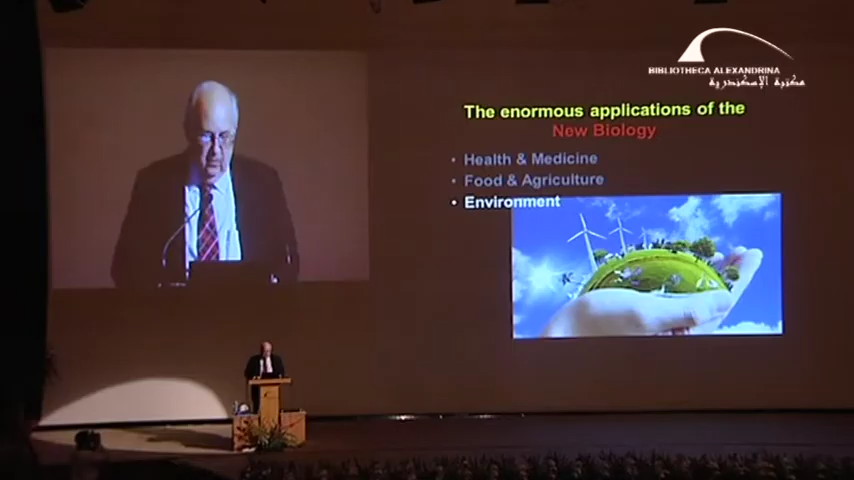 BIBLIOTHECA ALEXANDRINA
مكتبة الإسكندرية
The enormous applications of the
New Biology
• Health & Medicine
• Food & Agriculture
• Environment